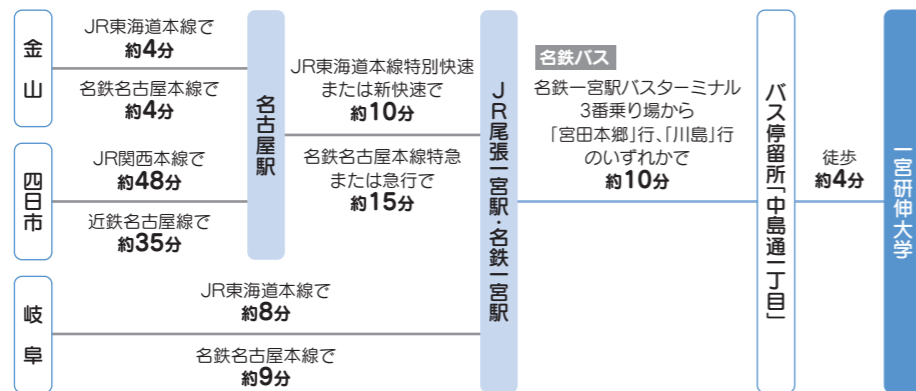 金山
JR東海道本線で
約4分
名鉄名古屋本線で
約4分
四日市
JR関西本線で
約48分
近鉄名古屋線で
約35分
名古屋駅
JR東海道本線特別快速
または新快速で
約10分
名鉄名古屋本線特急
または急行で
約15分
岐阜
JR東海道本線で
約8分
名鉄名古屋本線で
約9分
JR尾張一宮駅・名鉄一宮駅
名鉄バス
名鉄一宮駅バスターミナル
3番乗り場から
「宮田本郷」行、「川島」行
のいずれかで
約10分
バス停留所「中島通一丁目」
徒歩
約4分
一宮研伸大学